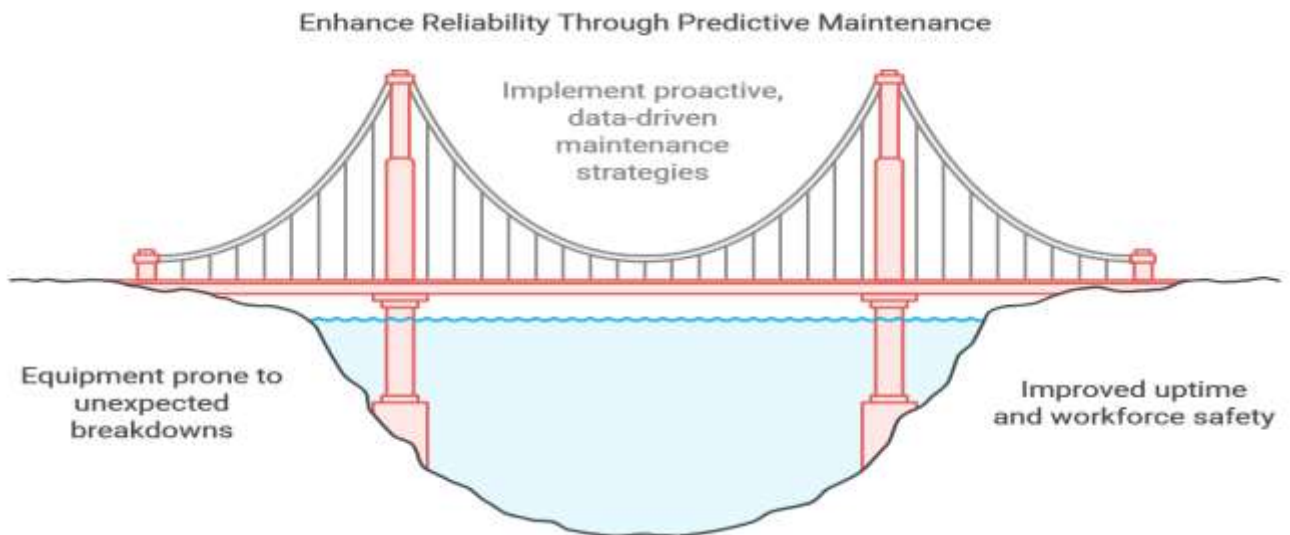 Enhance Reliability Through Predictive Maintenance
Implement proactive,
data-driven
maintenance
strategies
Equipment prone to
unexpected
breakdowns
Improved uptime
and workforce safety